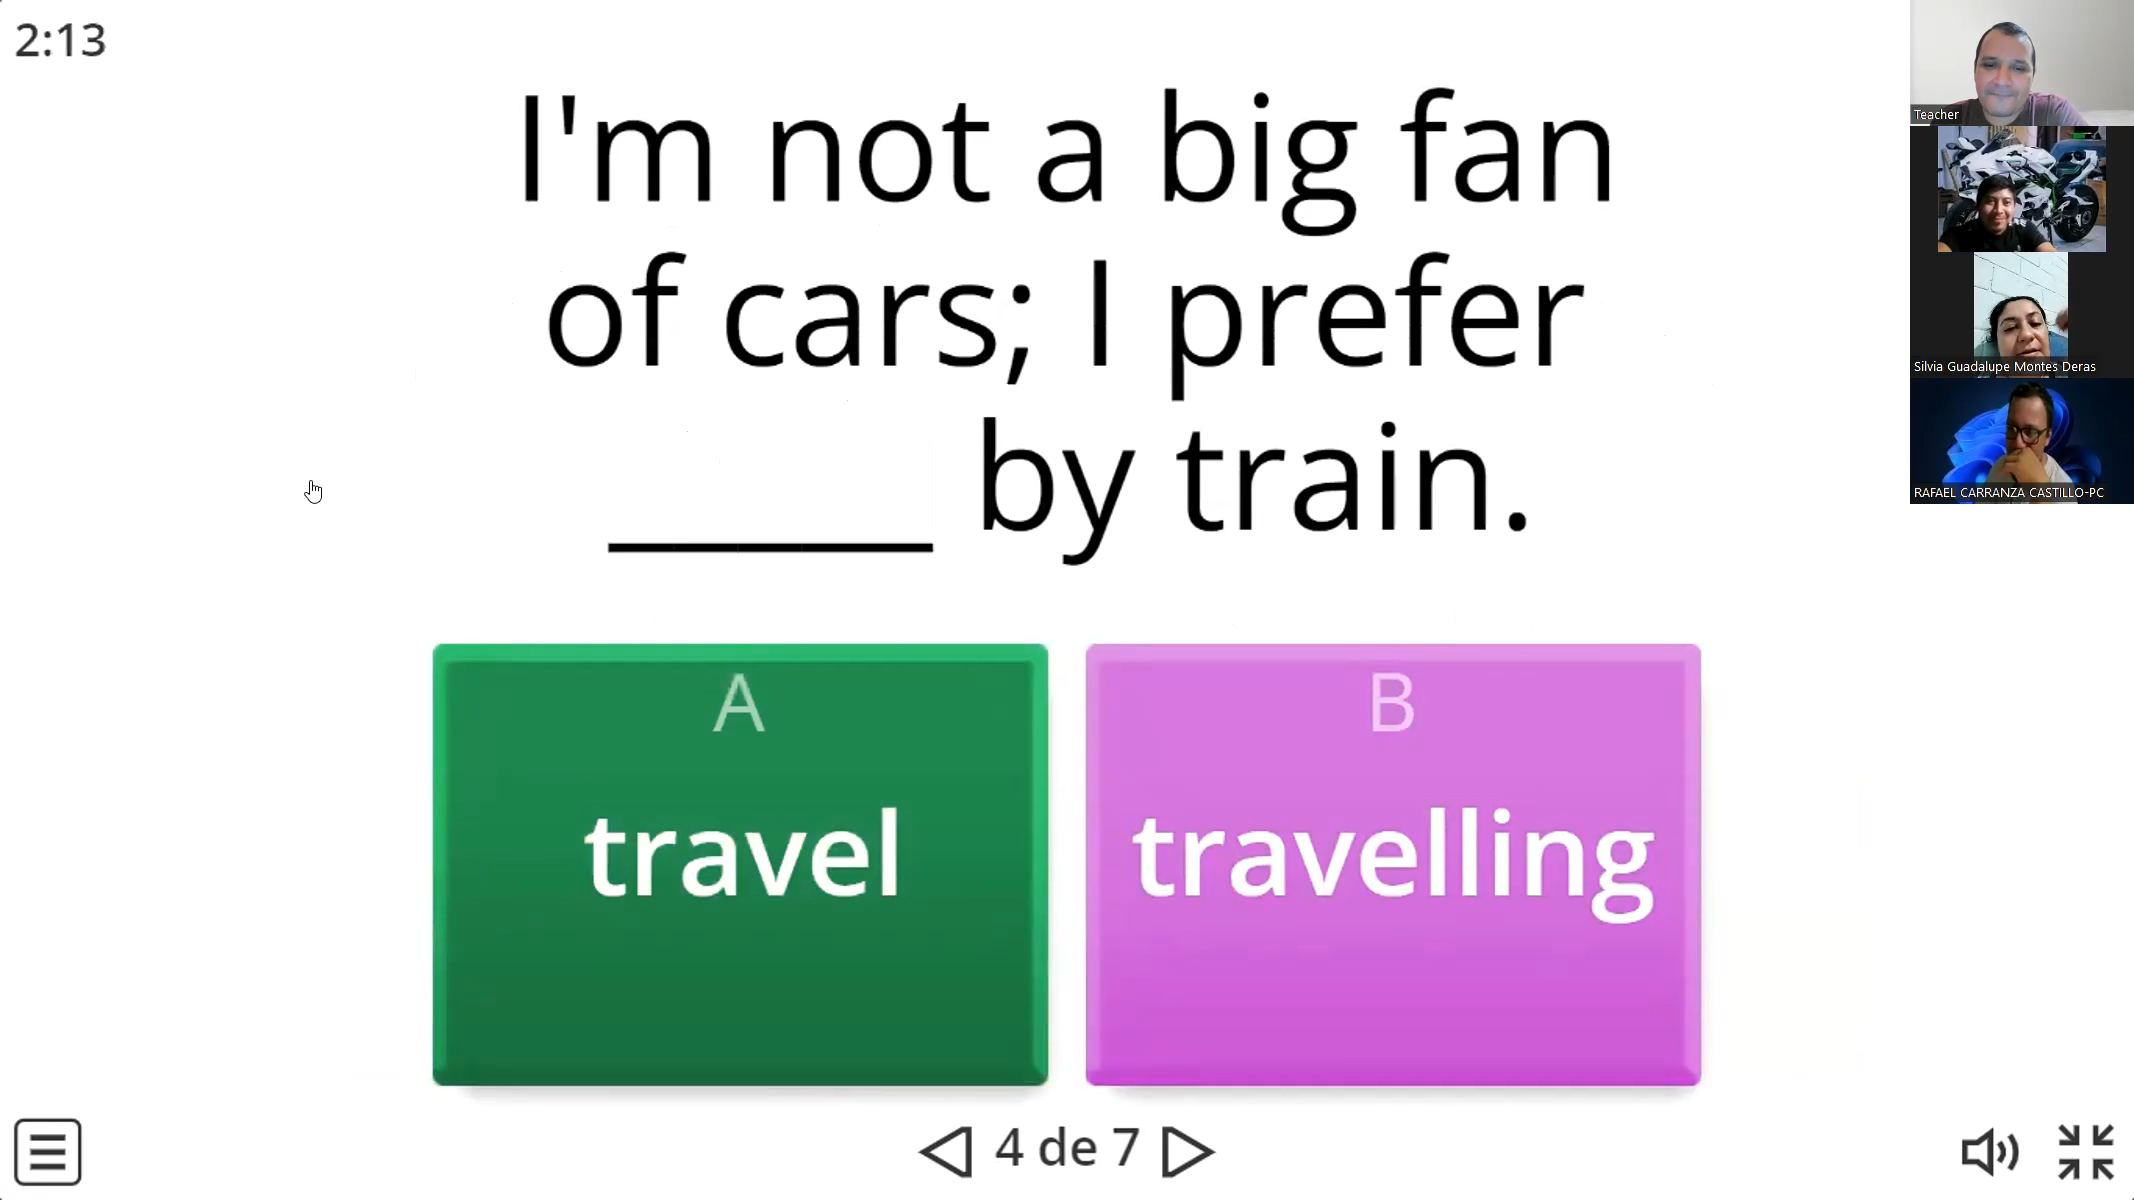 2:13
I'm not a big fan
of cars; I prefer
_____ by train.
A
travel
B
travelling
4 de 7
Teacher
Silvia Guadalupe Montes Deras
RAFAEL CARRANZA CASTILLO-PC